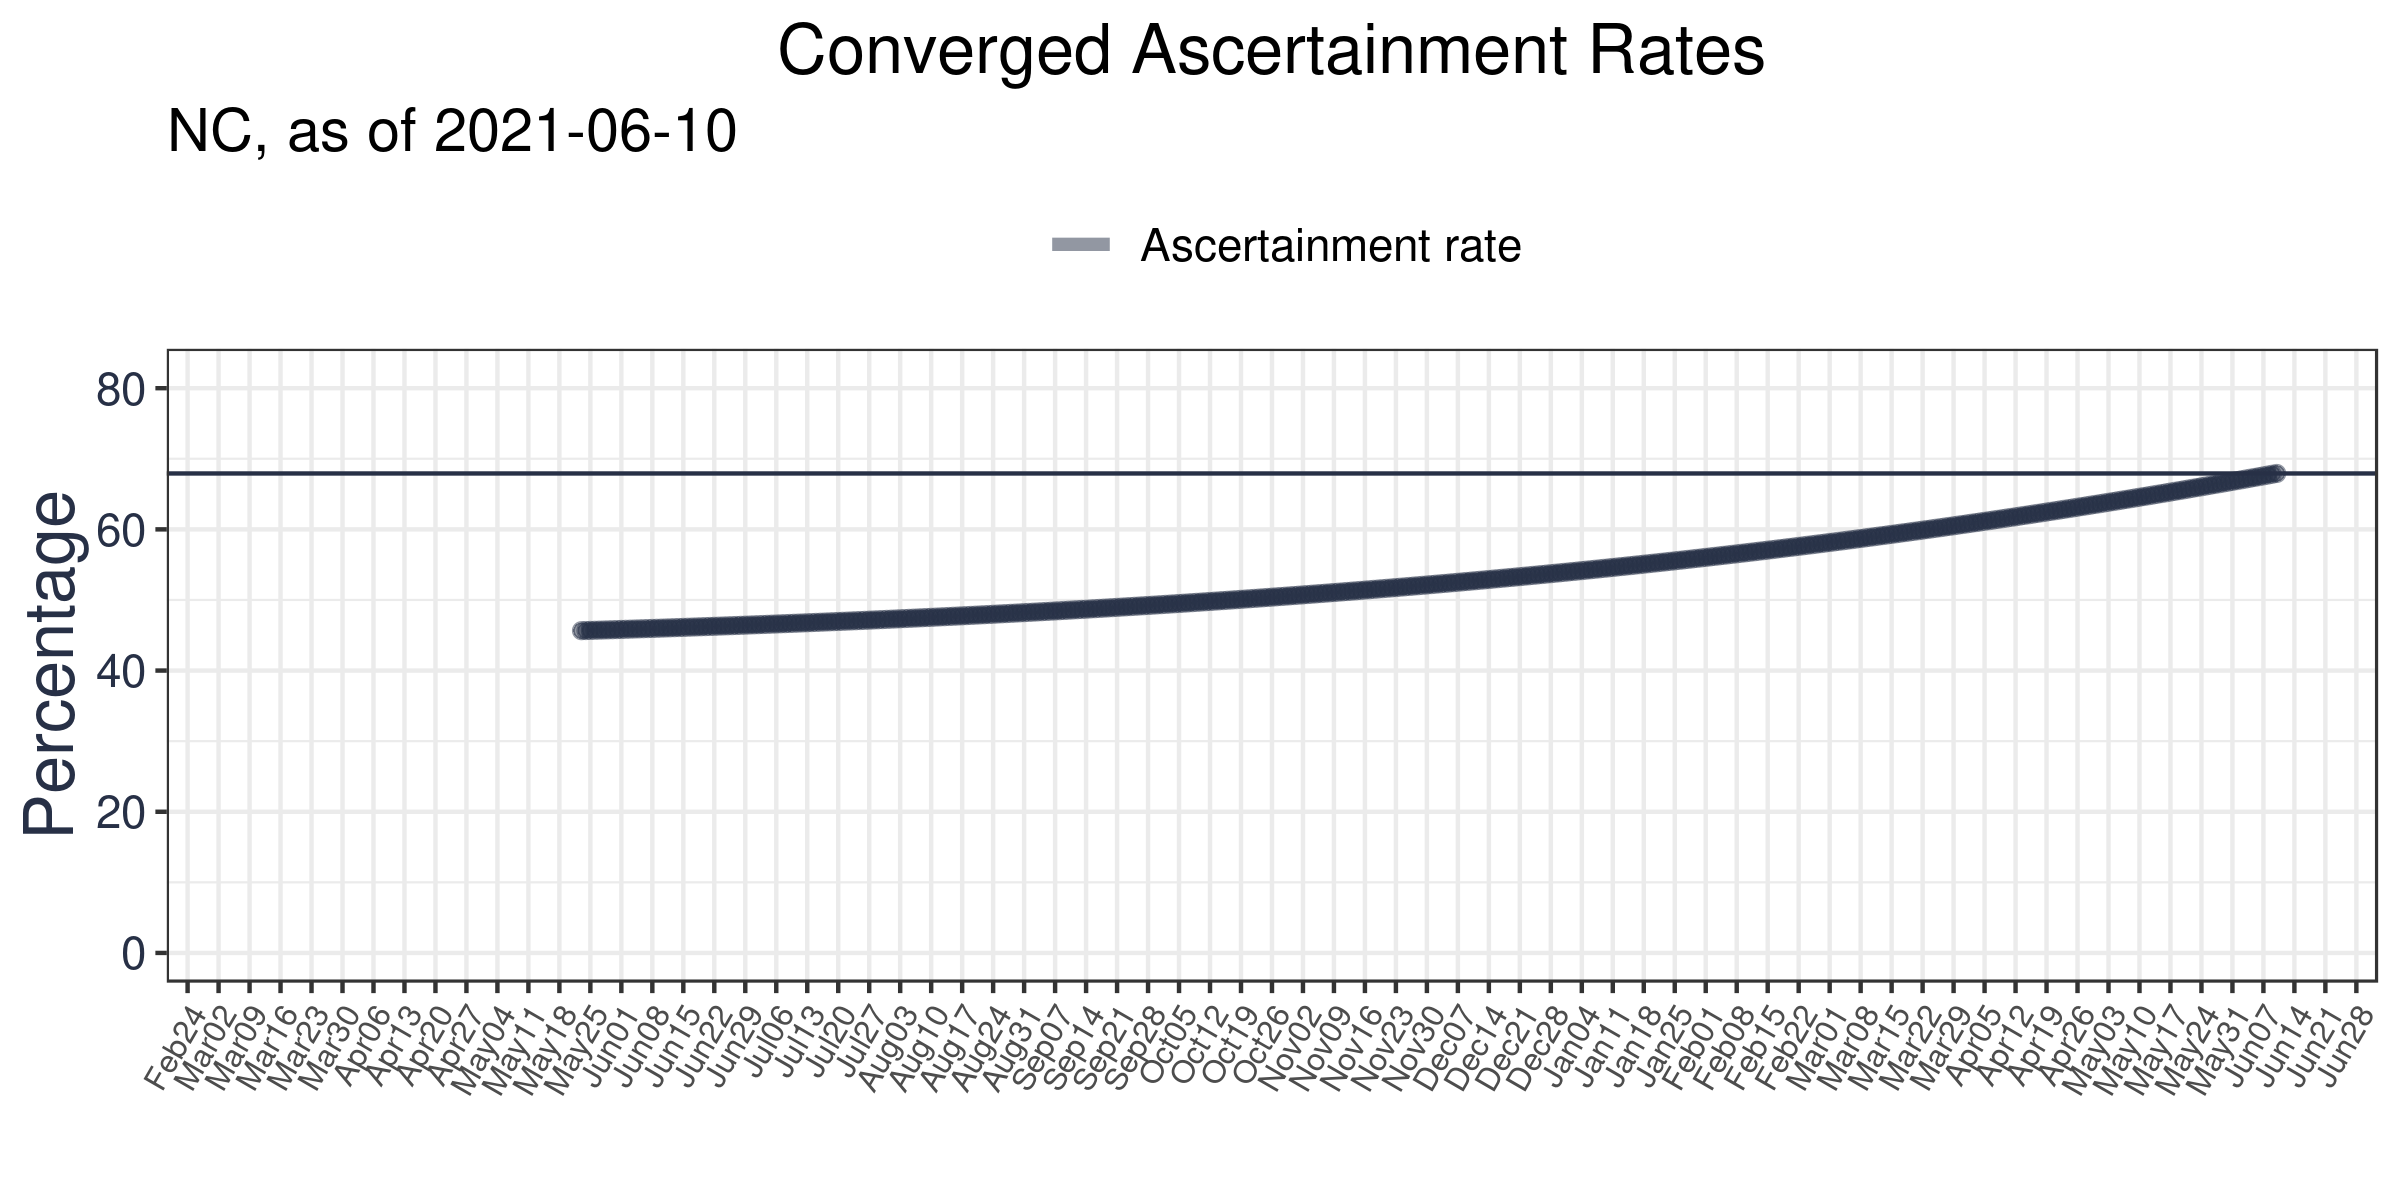 Converged Ascertainment Rates
NC, as of 2021-06-10
Ascertainment rate
Percentage
80
60
40
20
0
Feb24 Mar02 Mar09 Mar16 Mar23 Mar30 Apr06 Apr13 Apr20 Apr27 May04 May11 May18 May25 Jun01 Jun08 Jun15 Jun22 Jun29 Jul06 Jul13 Jul20 Jul27 Aug03 Aug10 Aug17 Aug24 Aug31 Sep07 Sep14 Sep21 Sep28 Oct05 Oct12 Oct19 Oct26 Nov02 Nov09 Nov16 Nov23 Nov30 Dec07 Dec14 Dec21 Dec28 Jan04 Jan11 Jan18 Jan25 Feb01 Feb08 Feb15 Feb22 Mar01 Mar08 Mar15 Mar22 Mar29 Apr05 Apr12 Apr19 Apr26 May03 May10 May17 May24 May31 Jun07 Jun14 Jun21 Jun28